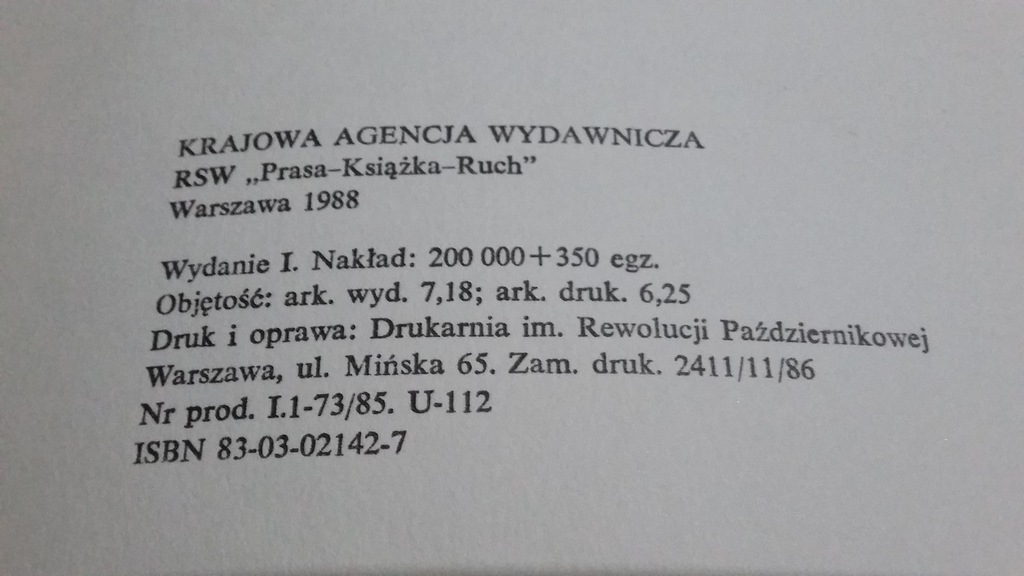 KRAJOWA AGENCJA WYDAWNICZA
RSW „Prasa–Książka–Ruch”
Warszawa 1988
Wydanie I. Nakład: 200 000+350 egz.
Objętość: ark. wyd. 7,18; ark. druk. 6,25
Druk i oprawa: Drukarnia im. Rewolucji Październikowej
Warszawa, ul. Mińska 65. Zam. druk. 2411/11/86
Nr prod. I.1-73/85. U-112
ISBN 83-03-02142-7